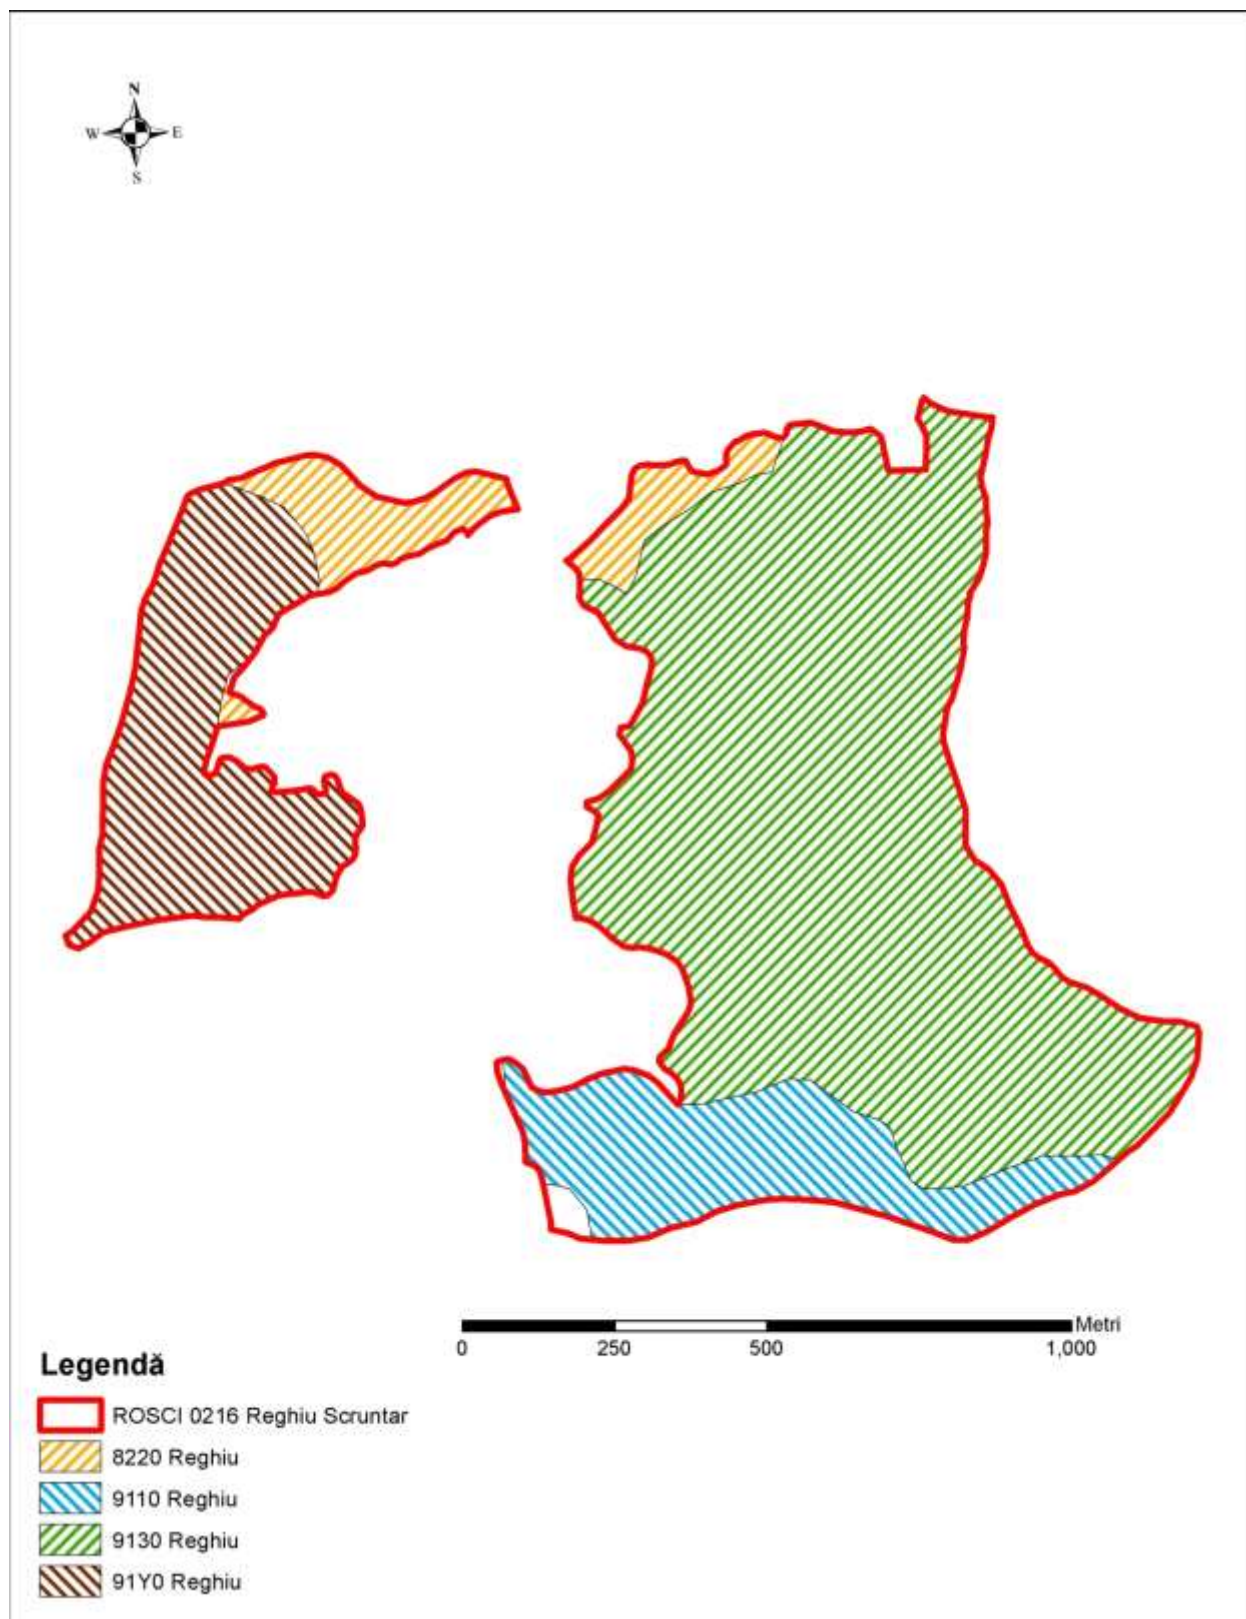 N
W E
S
Metri
0 250 500 1,000
Legendă
ROSCI 0216 Reghiu Scruntar
8220 Reghiu
9110 Reghiu
9130 Reghiu
91Y0 Reghiu